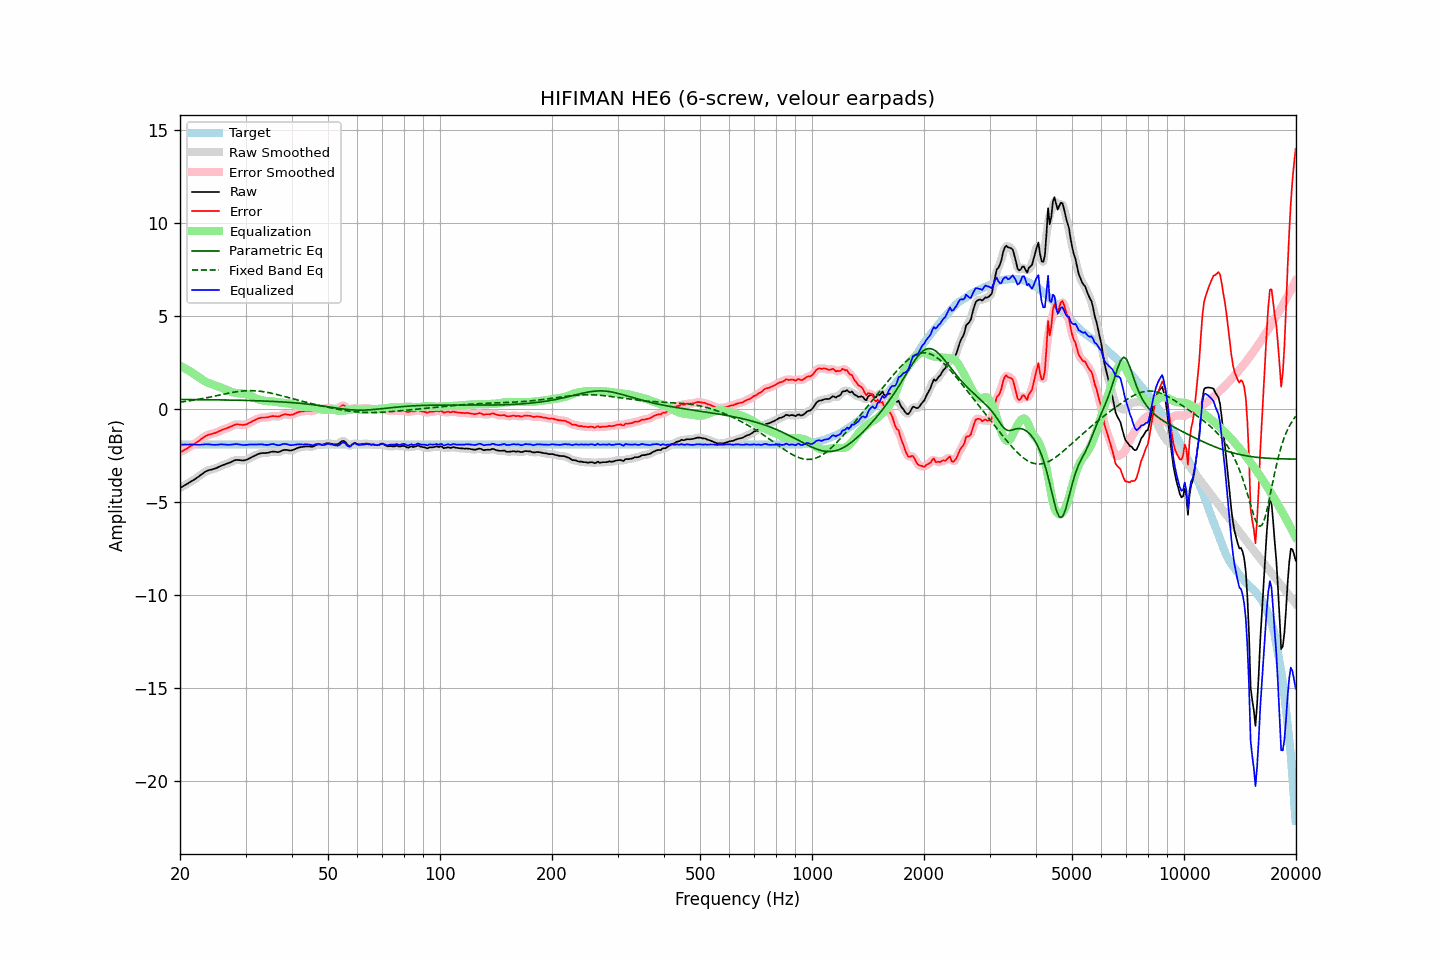 HIFIMAN HE6 (6-screw, velour earpads)
Target
Raw Smoothed
Error Smoothed
Raw
Error
Equalization
Parametric Eq
Fixed Band Eq
Equalized
Amplitude (dBr)
15
10
5
0
−5
−10
−15
−20
20
50
100
200
500
1000
2000
5000
10000
20000
Frequency (Hz)